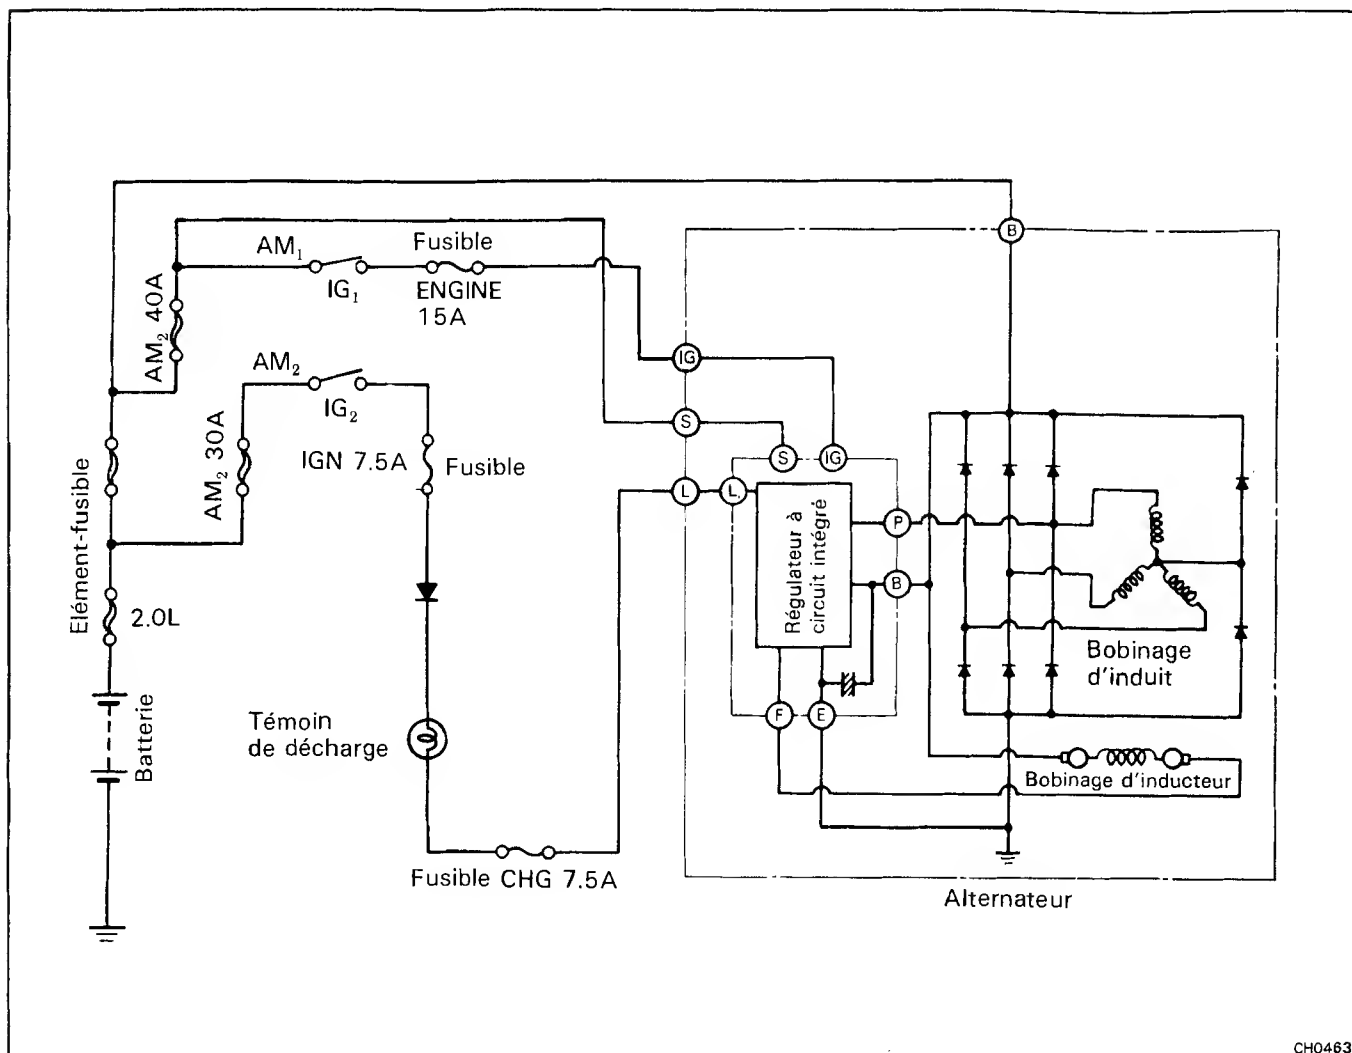 AM₁
Fusible
IG₁
ENGINE
15A
AM₂ 40A
AM₂
IG₂
AM₂ 30A
IGN 7.5A
Fusible
Elément-fusible
2.0L
Batterie
Témoin
de décharge
Fusible CHG 7.5A
B
IG
S
L
S
IG
L
Régulateur à
circuit intégré
P
B
F
E
Bobinage
d'induit
Bobinage d'inducteur
Alternateur
CH0463